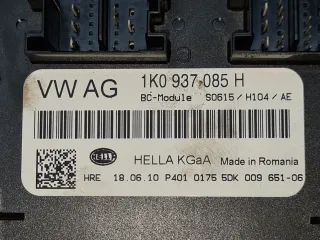 VW AG 1K0 937 085 H
BC-Module S0615 / H104 / AE
HELLA HELLA KGaA Made in Romania
HRE 18.06.10 P401 0175 5DK 009 651-06